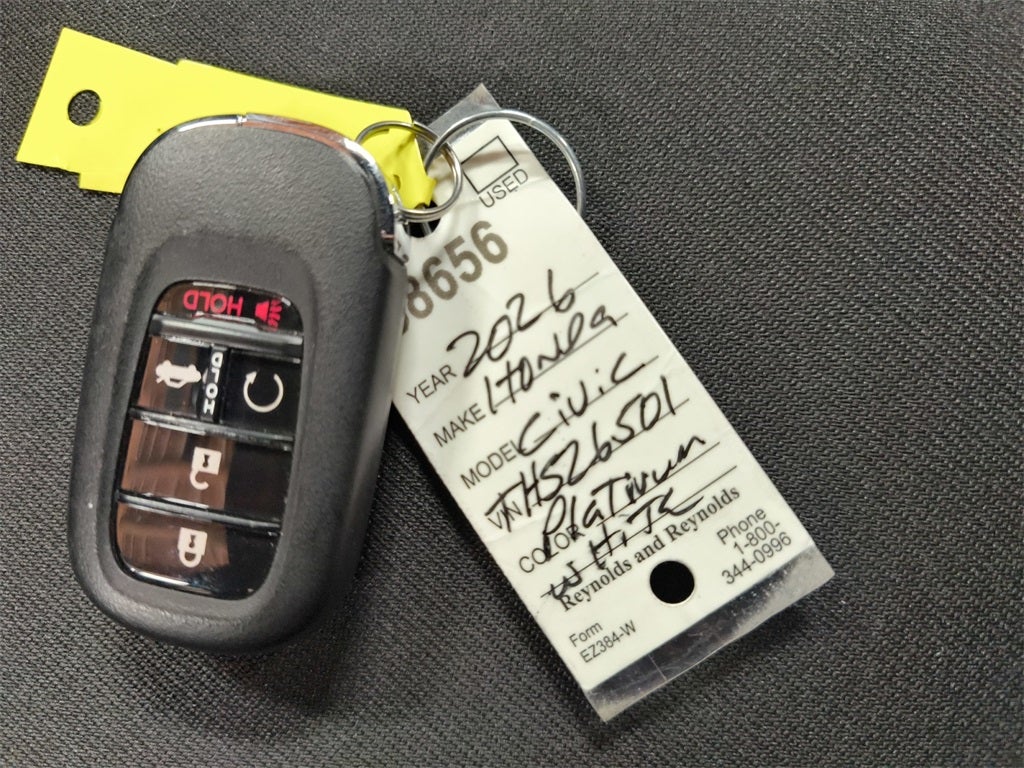 HOLD
HOLD
USED
8656
YEAR 2026
MAKE Honda
MODEL Civic
VIN TH526501
COLOR Platinum
WHITE
Reynolds and Reynolds
Form
EZ384-W
Phone
1-800-
344-0996